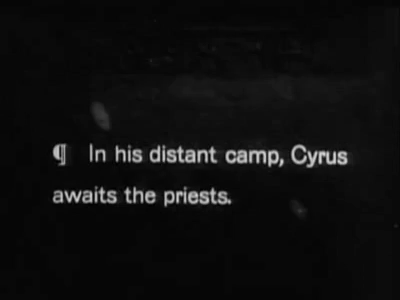 ¶ In his distant camp, Cyrus
awaits the priests.